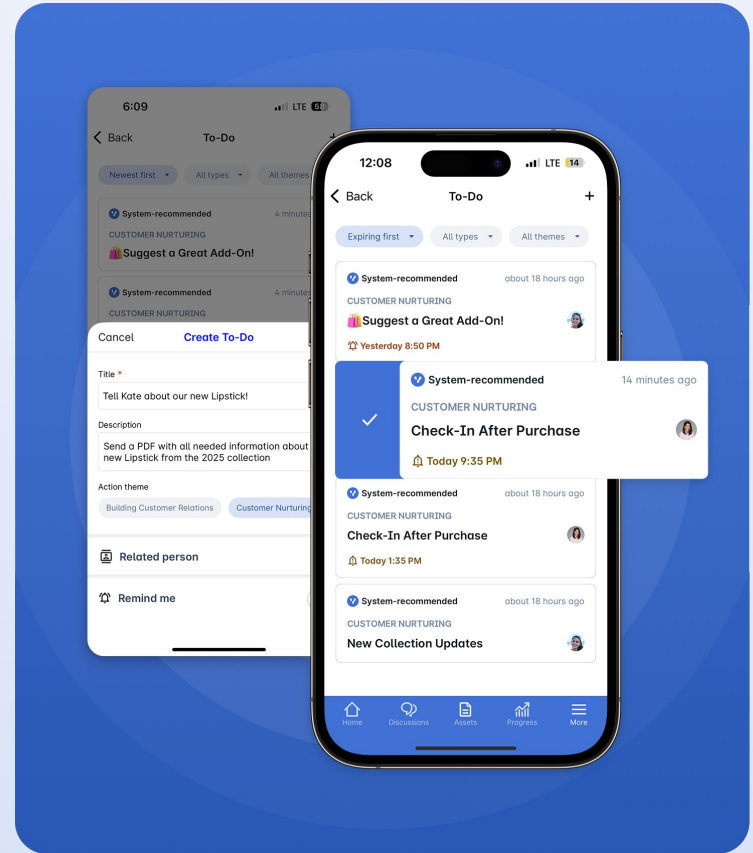 6:09
LTE 58
Back
To-Do
+
Newest first
All types
All themes
System-recommended
4 minutes
CUSTOMER NURTURING
🛍️Suggest a Great Add-On!
System-recommended
4 minutes
CUSTOMER NURTURING
Cancel
Create To-Do
Title *
Tell Kate about our new Lipstick!
Description
Send a PDF with all needed information about
new Lipstick from the 2025 collection
Action theme
Building Customer Relations
Customer Nurturing
Related person
Remind me
12:08
LTE 14
Back
To-Do
+
Expiring first
All types
All themes
System-recommended
about 18 hours ago
CUSTOMER NURTURING
🛍️Suggest a Great Add-On!
Yesterday 8:50 PM
System-recommended
14 minutes ago
CUSTOMER NURTURING
Check-In After Purchase
Today 9:35 PM
System-recommended
about 18 hours ago
CUSTOMER NURTURING
Check-In After Purchase
Today 1:35 PM
System-recommended
about 18 hours ago
CUSTOMER NURTURING
New Collection Updates
Home
Discussions
Assets
Progress
More